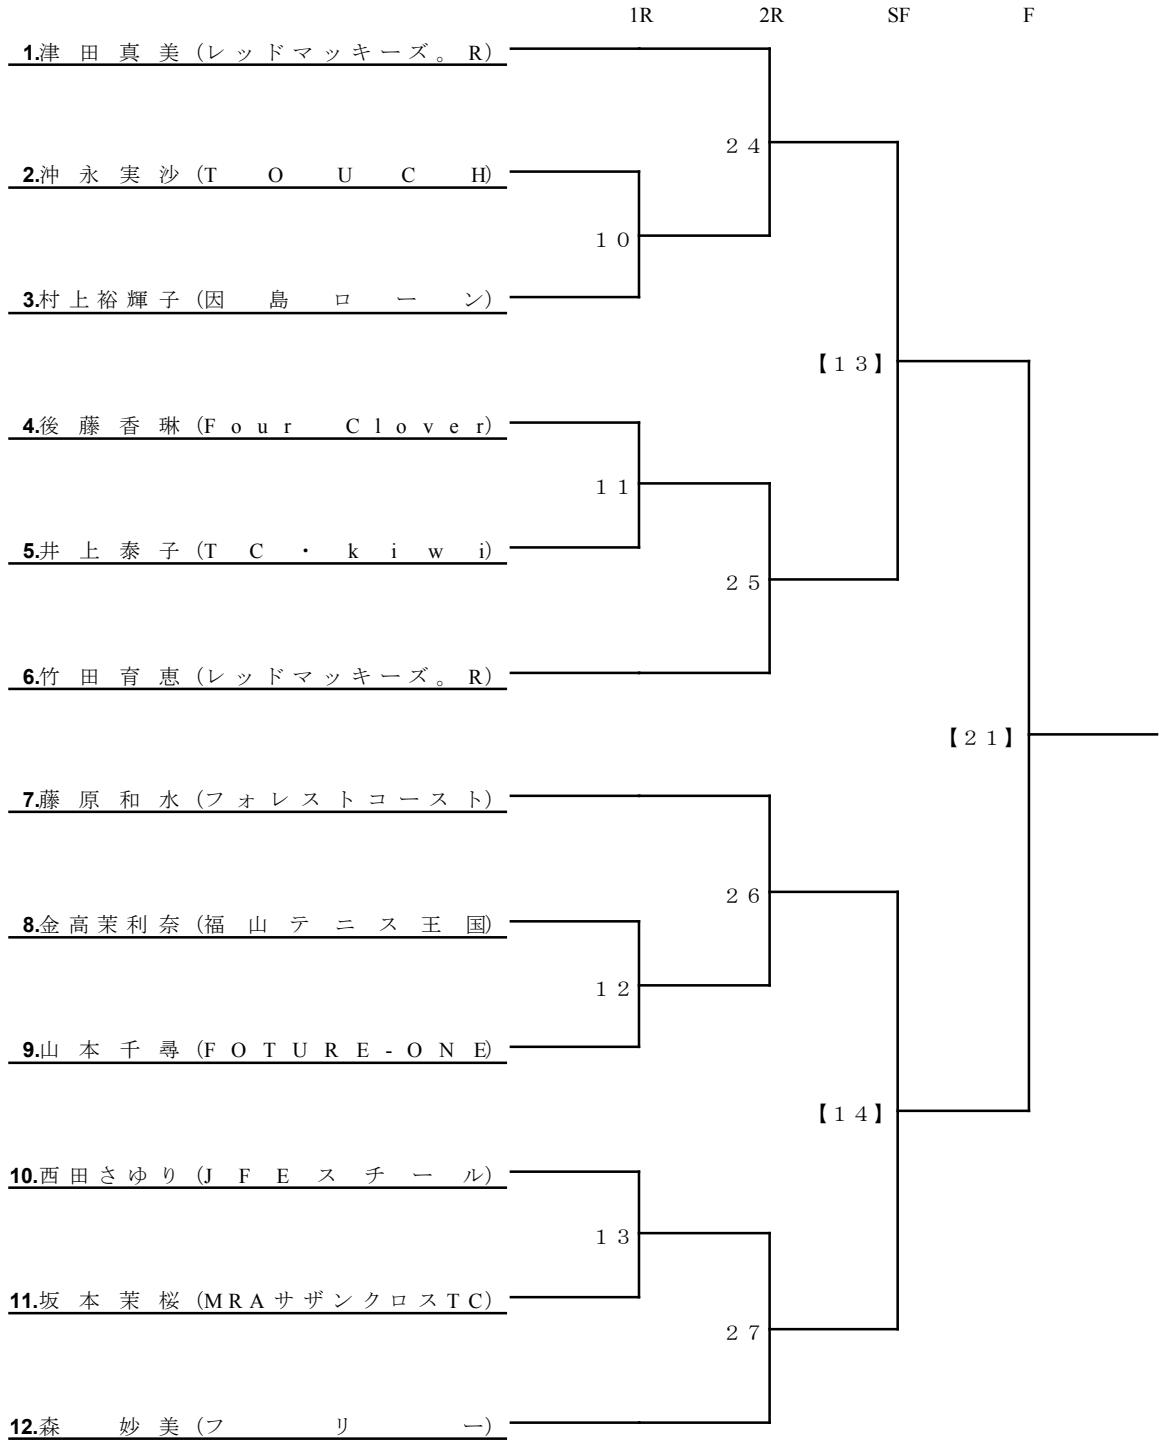 1R 2R SF F
1.津田真美(レッドマッキーズ。R)
24
2.沖永実沙(TOUCH)
10
3.村上裕輝子(因島ローン)
【13】
4.後藤香琳(Four Clover)
11
5.井上泰子(TC・kiwi)
25
6.竹田育恵(レッドマッキーズ。R)
【21】
7.藤原和水(フォレストコースト)
26
8.金高茉利奈(福山テニス王国)
12
9.山本千尋(FOTURE-ONE)
【14】
10.西田さゆり(JFEスチール)
13
11.坂本茉桜(MRAサザンクロスTC)
27
12.森妙美(フリー)